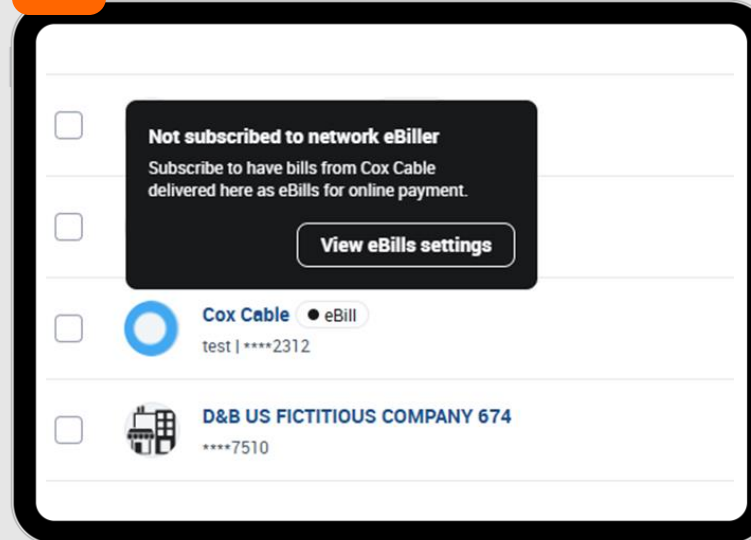 Not subscribed to network eBiller
Subscribe to have bills from Cox Cable
delivered here as eBills for online payment.
View eBills settings
Cox Cable ● eBill
test | ****2312
D&B US FICTITIOUS COMPANY 674
****7510